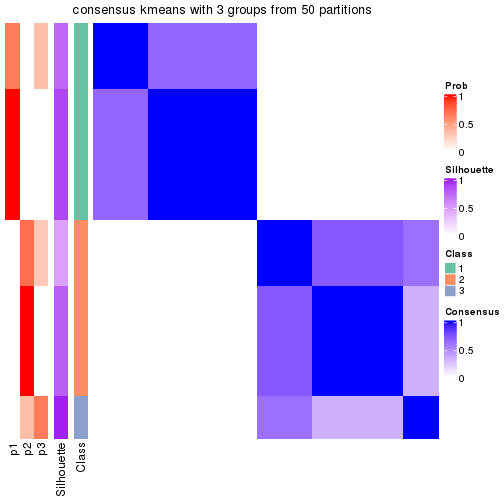 consensus kmeans with 3 groups from 50 partitions
Prob
1
0.5
0
Silhouette
1
0.5
0
Class
1
2
3
Consensus
1
0.5
0
p1
p2
p3
Silhouette
Class